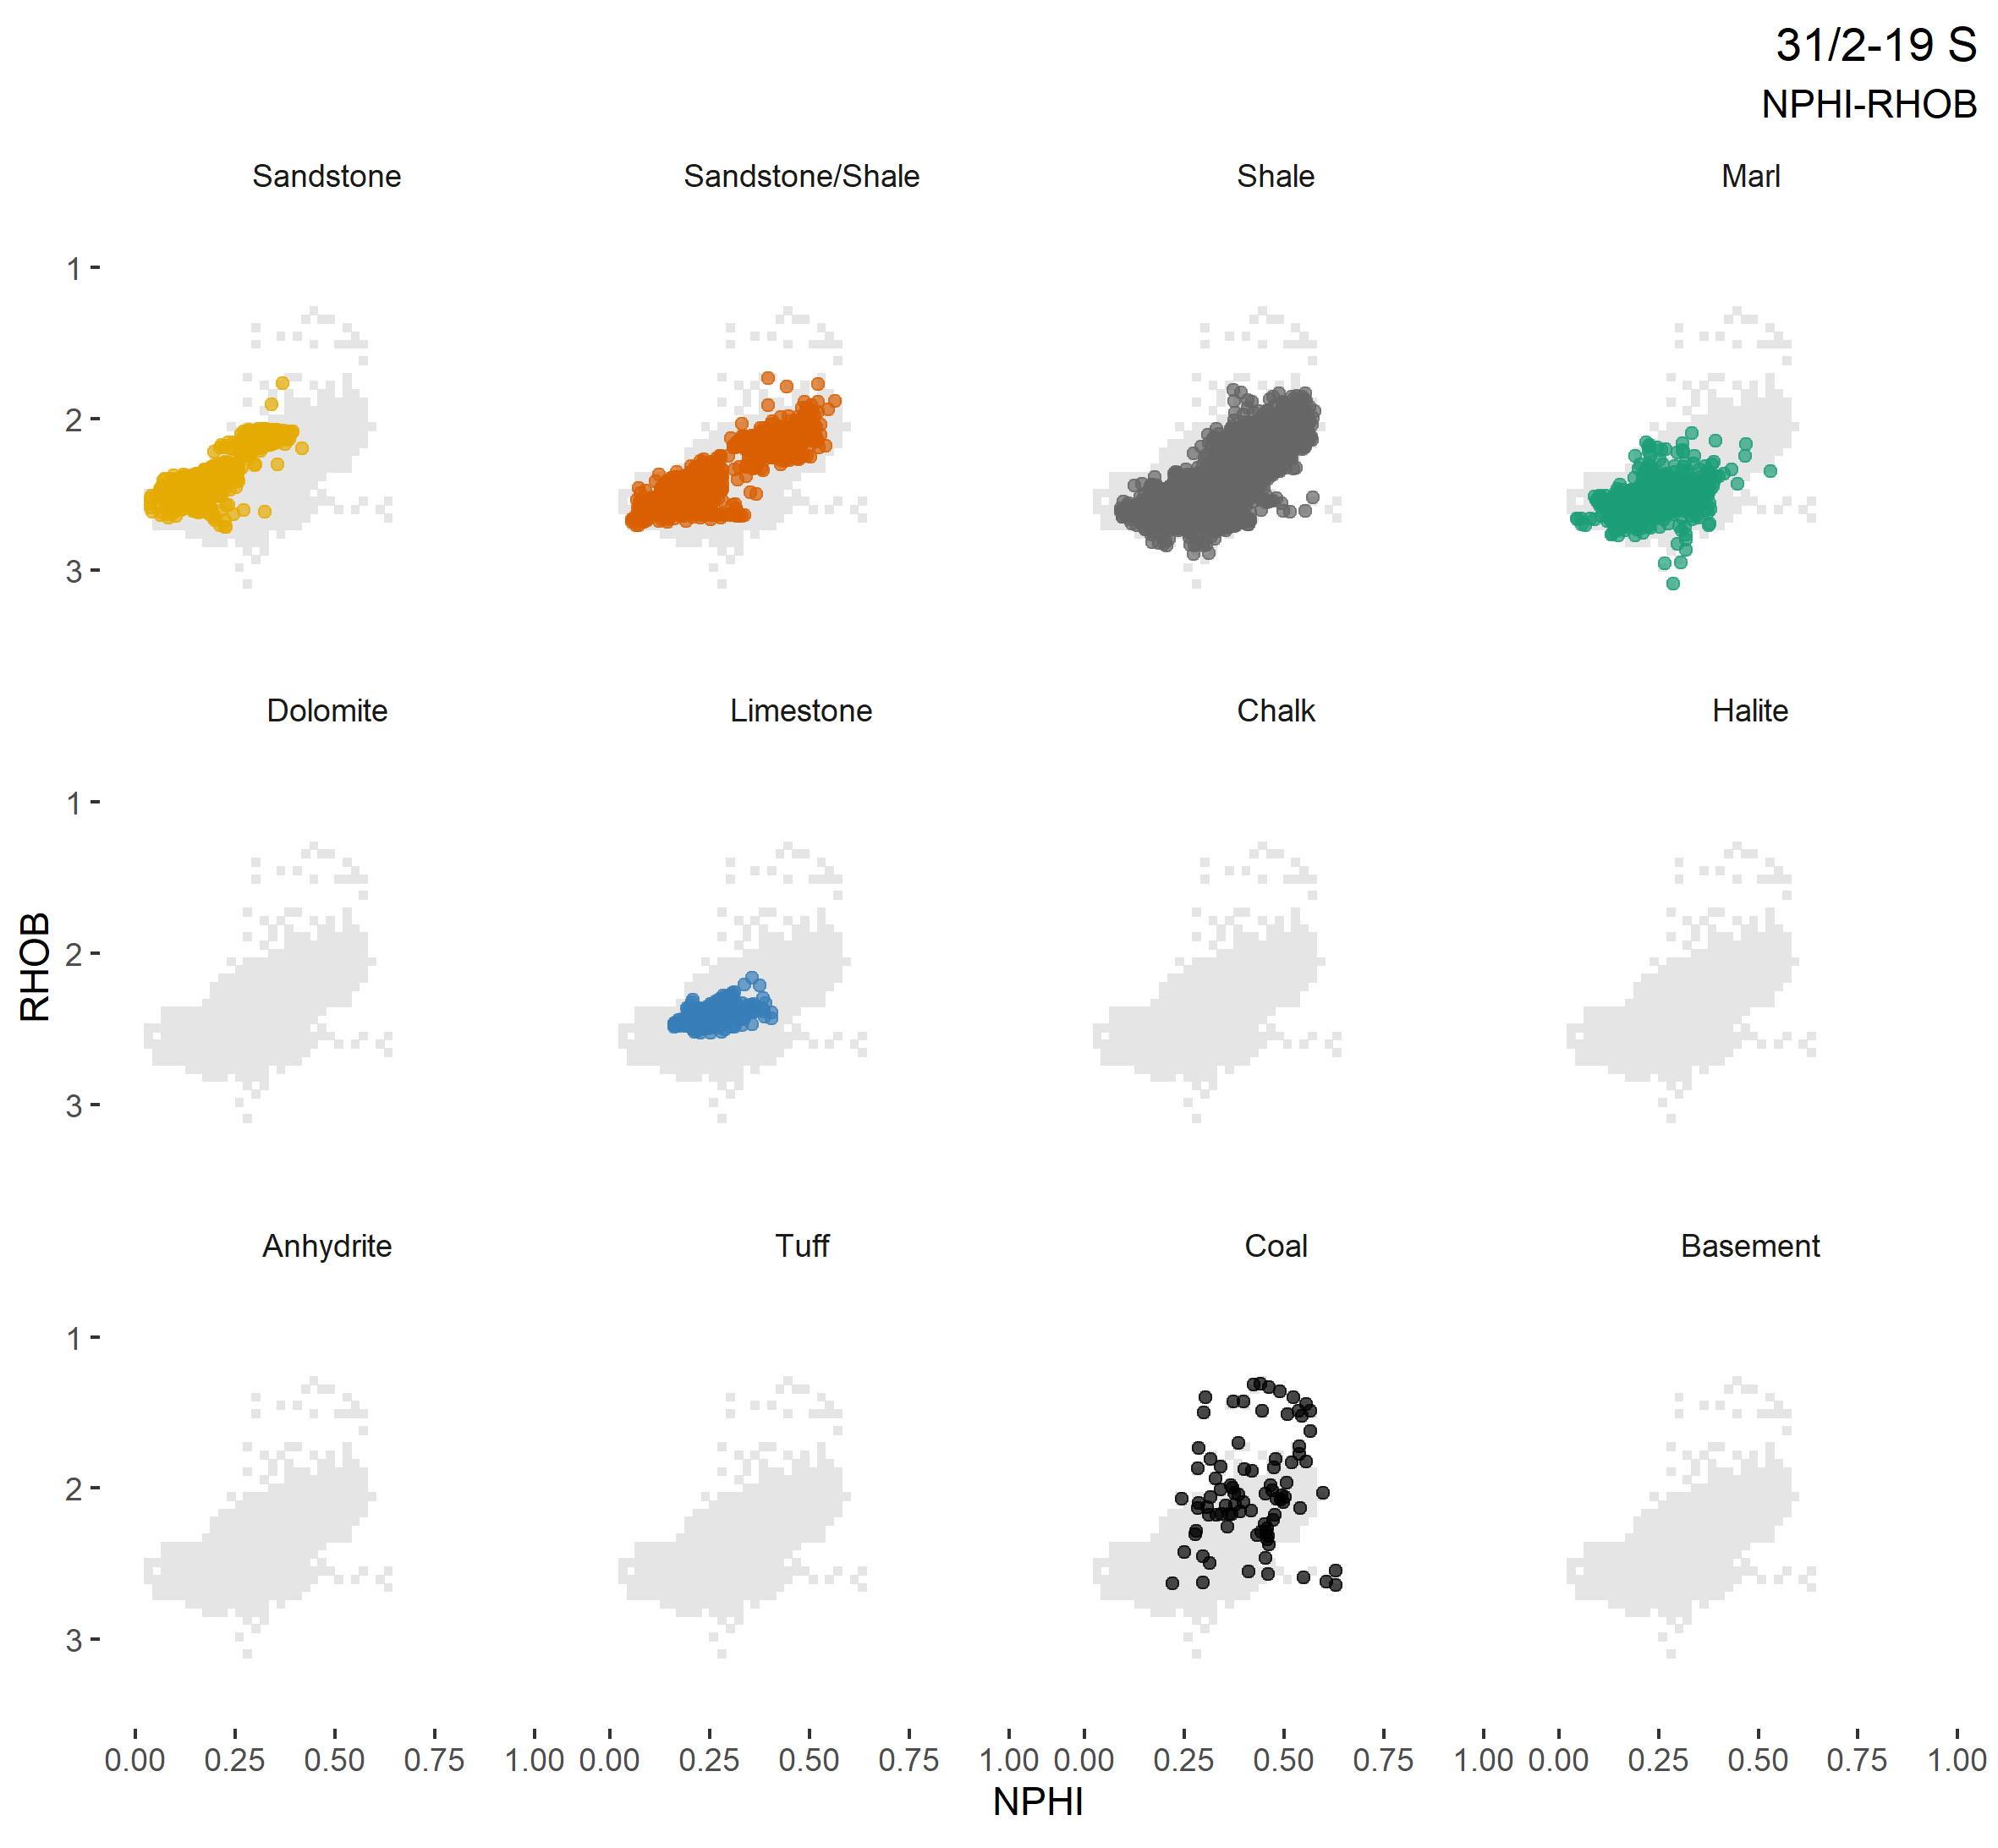 31/2-19 S
NPHI-RHOB
Sandstone Sandstone/Shale Shale Marl
1
2
3
Dolomite Limestone Chalk Halite
1
2
3
RHOB
Anhydrite Tuff Coal Basement
1
2
3
0.00 0.25 0.50 0.75 1.00 0.00 0.25 0.50 0.75 1.00 0.00 0.25 0.50 0.75 1.00 0.00 0.25 0.50 0.75 1.00
NPHI